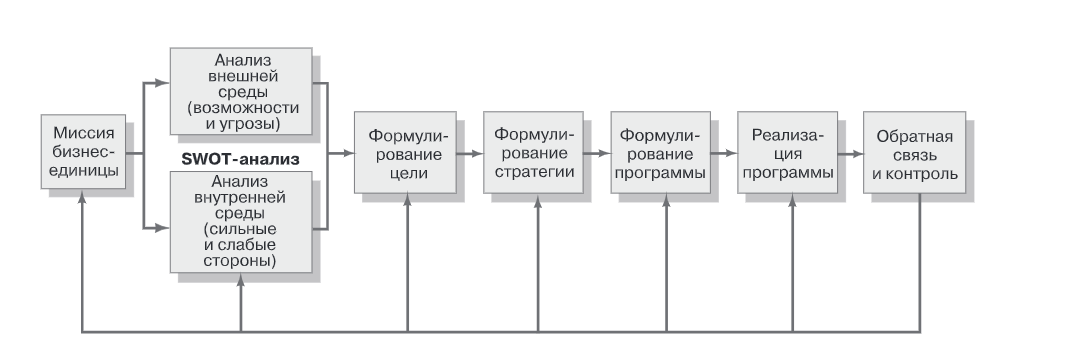 Миссия
бизнес-
единицы
Анализ
внешней
среды
(возможности
и угрозы)
SWOT-анализ
Анализ
внутренней
среды
(сильные
и слабые
стороны)
Формули-
рование
цели
Формули-
рование
стратегии
Формули-
рование
программы
Реализа-
ция
программы
Обратная
связь
и контроль